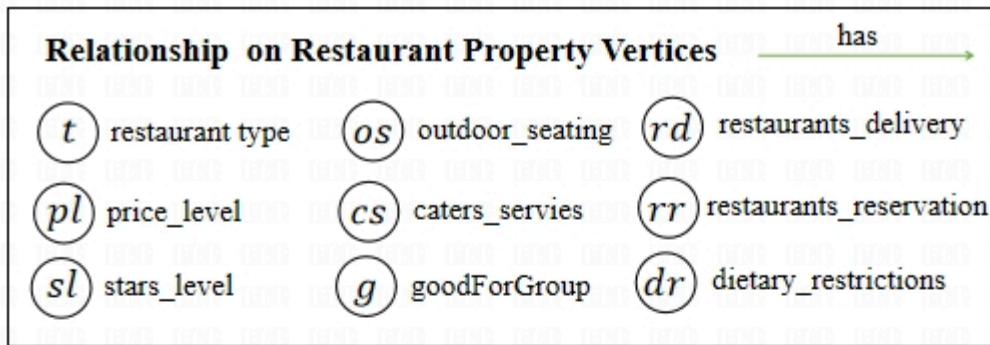 Relationship on Restaurant Property Vertices has
t restaurant type os outdoor_seating rd restaurants_delivery
pl price_level cs caters_servies rr restaurants_reservation
sl stars_level g goodForGroup dr dietary_restrictions